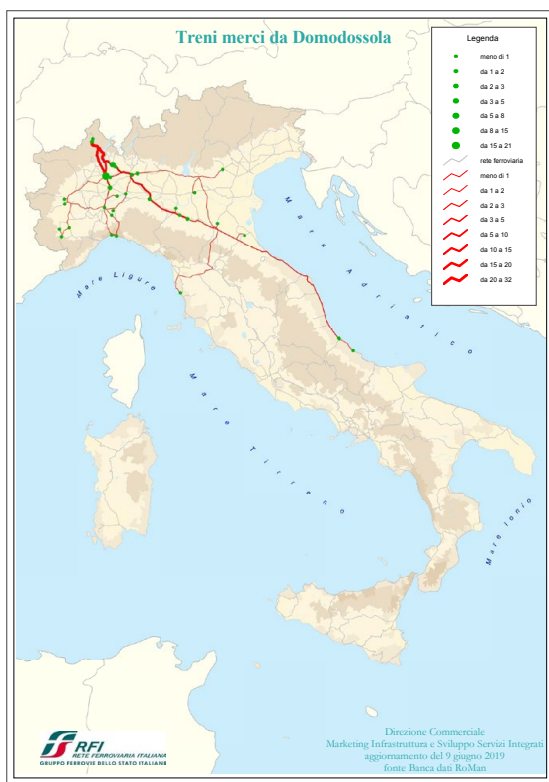 Treni merci da Domodossola
Legenda
meno di 1
da 1 a 2
da 2 a 3
da 3 a 5
da 5 a 8
da 8 a 15
da 15 a 21
rete ferroviaria
meno di 1
da 1 a 2
da 2 a 3
da 3 a 5
da 5 a 10
da 10 a 15
da 15 a 20
da 20 a 32
Mare Ligure
Mare Adriatico
Mare Tirreno
Mare Ionio
RFI
RETE FERROVIARIA ITALIANA
GRUPPO FERROVIE DELLO STATO ITALIANE
Direzione Commerciale
Marketing Infrastruttura e Sviluppo Servizi Integrati
aggiornamento del 9 giugno 2019
fonte Banca dati RoMan